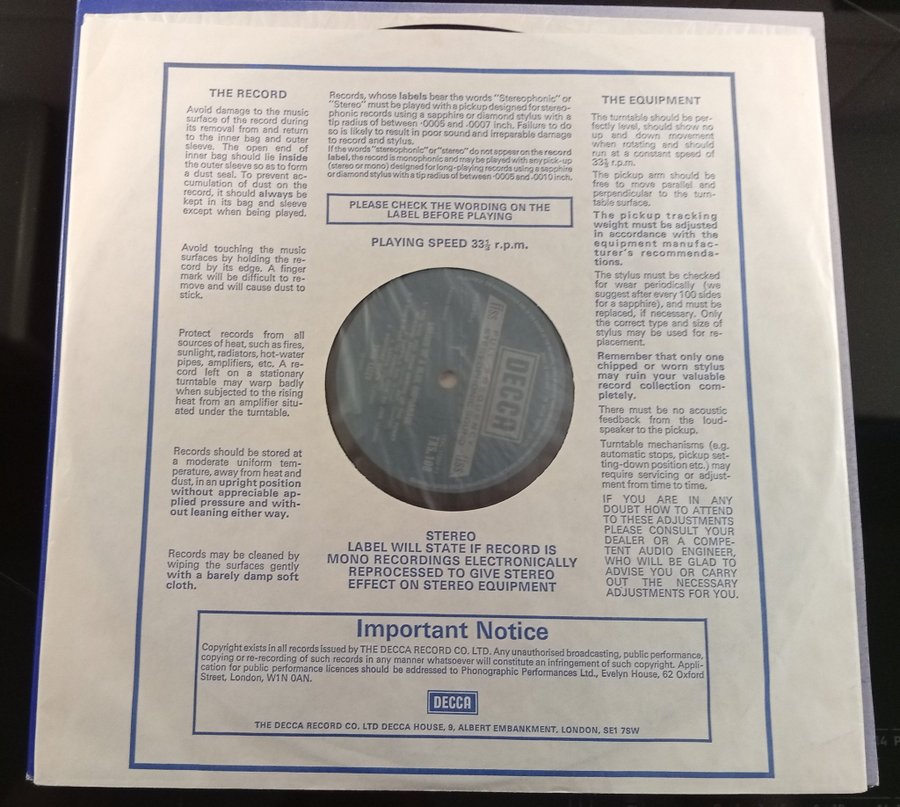 THE RECORD
Avoid damage to the music
surface of the record during
its removal from and return
to the inner bag and outer
sleeve. The open end of
inner bag should lie inside
the outer sleeve so as to form
a dust seal. To prevent ac-
cumulation of dust on the
record, it should always be
kept in its bag and sleeve
except when being played.
Avoid touching the music
surfaces by holding the re-
cord by its edge. A finger
mark will be difficult to re-
move and will cause dust to
stick.
Protect records from all
sources of heat, such as fires,
sunlight, radiators, hot-water
pipes, amplifiers, etc. A re-
cord left on a stationary
turntable may warp badly
when subjected to the rising
heat from an amplifier situ-
ated under the turntable.
Records should be stored at
a moderate uniform tem-
perature, away from heat and
dust, in an upright position
without appreciable ap-
plied pressure and with-
out leaning either way.
Records may be cleaned by
wiping the surfaces gently
with a barely damp soft
cloth.
Records, whose labels bear the words "Stereophonic" or
"Stereo" must be played with a pickup designed for stereo-
phonic records using a sapphire or diamond stylus with a
tip radius of between ·0005 and ·0007 inch. Failure to do
so is likely to result in poor sound and irreparable damage
to record and stylus.
If the words "stereophonic" or "stereo" do not appear on the record
label, the record is monophonic and may be played with any pick-up
(stereo or mono) designed for long-playing records using a sapphire
or diamond stylus with a tip radius of between ·0005 and ·0010 inch.
PLEASE CHECK THE WORDING ON THE
LABEL BEFORE PLAYING
PLAYING SPEED 33⅓ r.p.m.
DECCA
STEREO
LABEL WILL STATE IF RECORD IS
MONO RECORDINGS ELECTRONICALLY
REPROCESSED TO GIVE STEREO
EFFECT ON STEREO EQUIPMENT
THE EQUIPMENT
The turntable should be per-
fectly level, should show no
up and down movement
when rotating and should
run at a constant speed of
33⅓ r.p.m.
The pickup arm should be
free to move parallel and
perpendicular to the turn-
table surface.
The pickup tracking
weight must be adjusted
in accordance with the
equipment manufac-
turer's recommenda-
tions.
The stylus must be checked
for wear periodically (we
suggest after every 100 sides
for a sapphire), and must be
replaced, if necessary. Only
the correct type and size of
stylus may be used for re-
placement.
Remember that only one
chipped or worn stylus
may ruin your valuable
record collection com-
pletely.
There must be no acoustic
feedback from the loud-
speaker to the pickup.
Turntable mechanisms (e.g.
automatic stops, pickup set-
ting-down position etc.) may
require servicing or adjust-
ment from time to time.
IF YOU ARE IN ANY
DOUBT HOW TO ATTEND
TO THESE ADJUSTMENTS
PLEASE CONSULT YOUR
DEALER OR A COMPE-
TENT AUDIO ENGINEER,
WHO WILL BE GLAD TO
ADVISE YOU OR CARRY
OUT THE NECESSARY
ADJUSTMENTS FOR YOU.
Important Notice
Copyright exists in all records issued by THE DECCA RECORD CO. LTD. Any unauthorised broadcasting, public performance,
copying or re-recording of such records in any manner whatsoever will constitute an infringement of such copyright. Appli-
cation for public performance licences should be addressed to Phonographic Performances Ltd., Evelyn House, 62 Oxford
Street, London, W1N 0AN.
DECCA
THE DECCA RECORD CO. LTD DECCA HOUSE, 9, ALBERT EMBANKMENT, LONDON, SE1 7SW